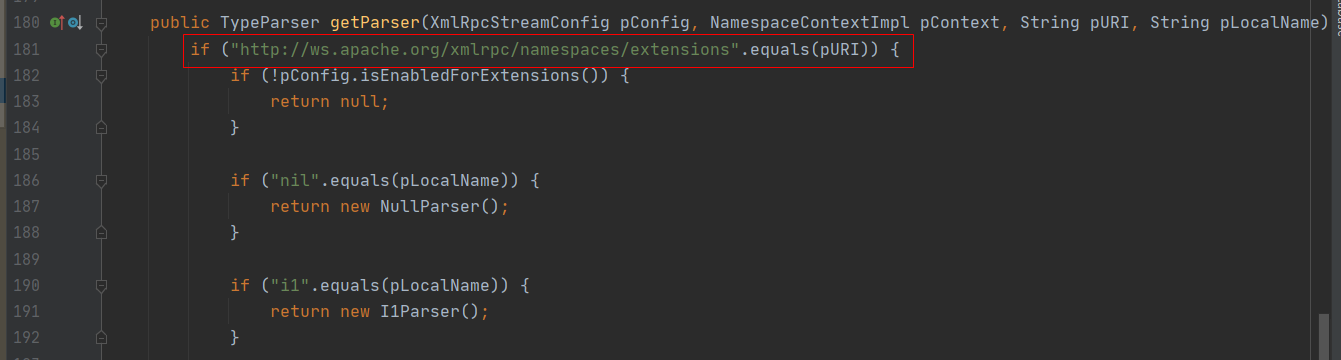 180 public TypeParser getParser(XmlRpcStreamConfig pConfig, NamespaceContextImpl pContext, String pURI, String pLocalName)
181 if ("http://ws.apache.org/xmlrpc/namespaces/extensions".equals(pURI)) {
182 if (!pConfig.isEnabledForExtensions()) {
183 return null;
184 }
185
186 if ("nil".equals(pLocalName)) {
187 return new NullParser();
188 }
189
190 if ("i1".equals(pLocalName)) {
191 return new I1Parser();
192 }